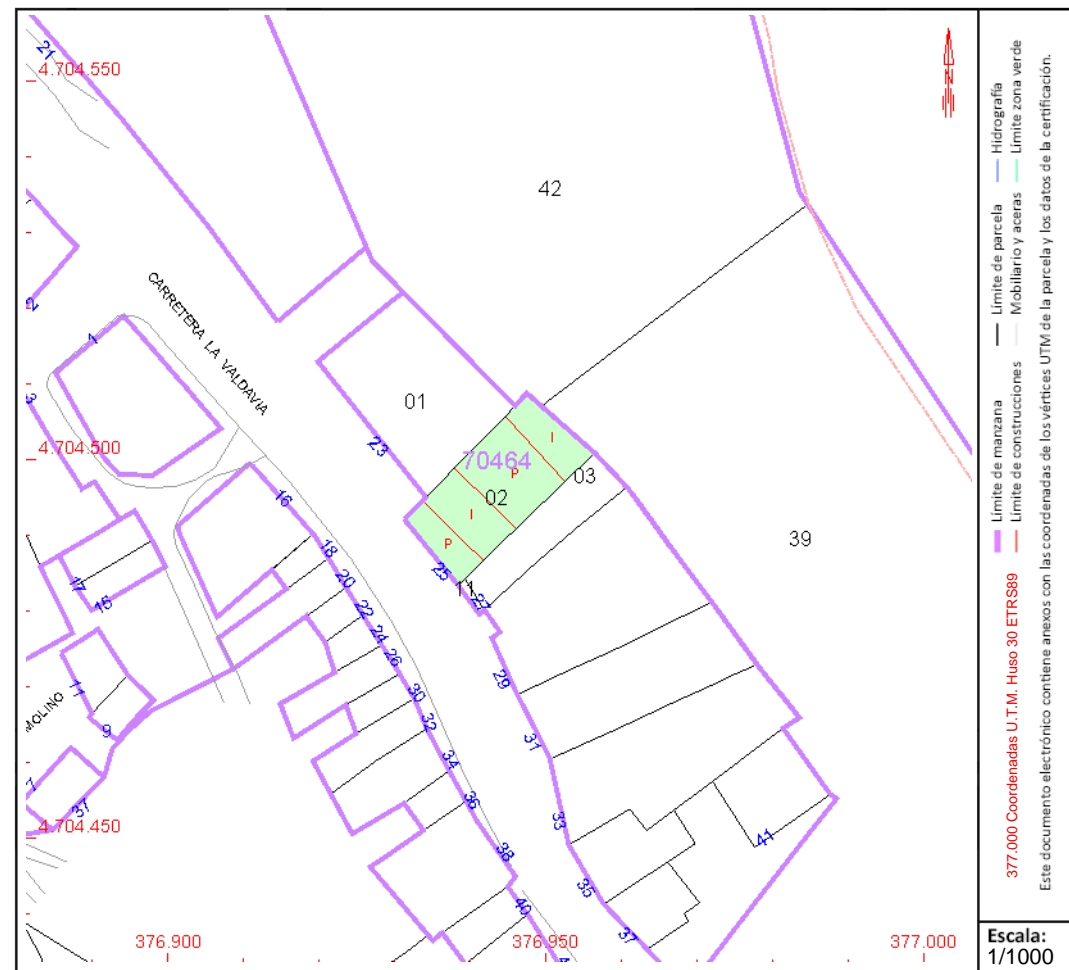 21
4.704.550
42
2
CARRETERA LA VALDAVIA
1
3
01
23
4.704.500
70464
I
P
03
02
I
P
16
39
25
11
27
18
20
22
24
26
17
15
11
9
MOLINO
29
30
32
31
34
36
37
4.704.450
33
38
41
35
40
37
376.900
376.950
377.000
Límite de manzana
Límite de parcela
Hidrografía
Límite de construcciones
Mobiliario y aceras
Límite zona verde
377.000 Coordenadas U.T.M. Huso 30 ETRS89
Este documento electrónico contiene anexos con las coordenadas de los vértices UTM de la parcela y los datos de la certificación.
Escala:
1/1000